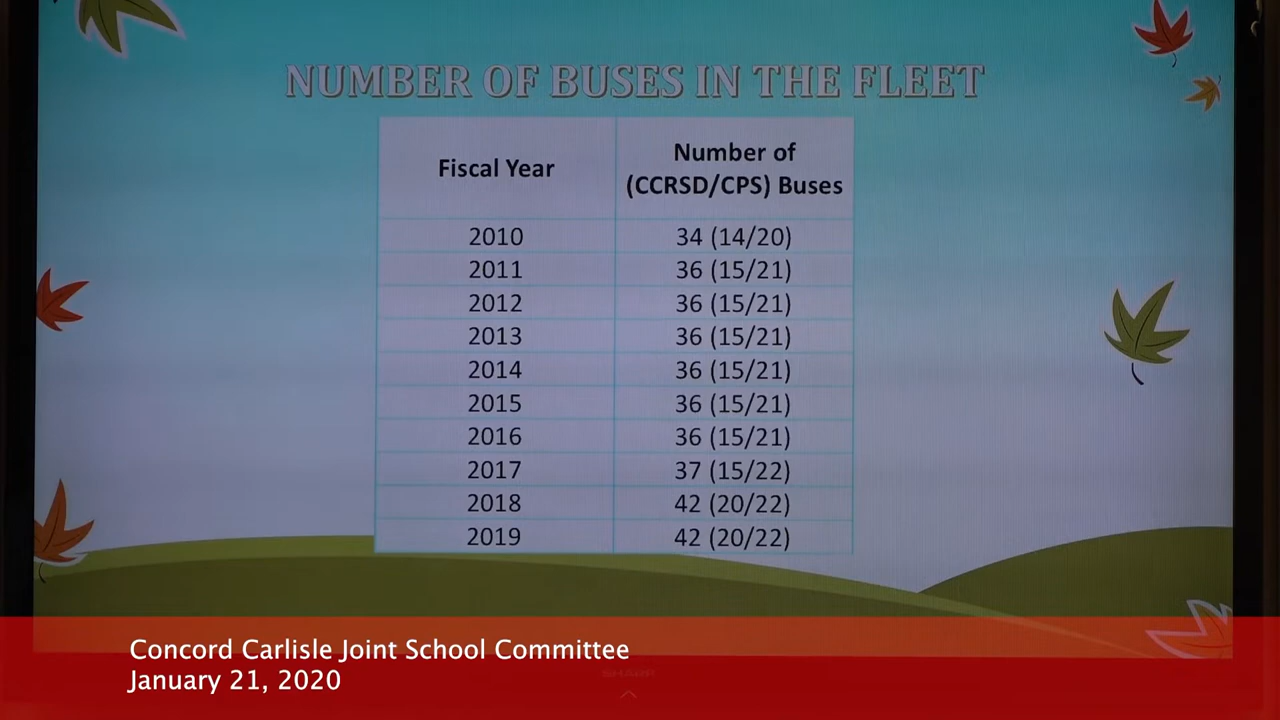 NUMBER OF BUSES IN THE FLEET
Fiscal Year
Number of
(CCRSD/CPS) Buses
2010 34 (14/20)
2011 36 (15/21)
2012 36 (15/21)
2013 36 (15/21)
2014 36 (15/21)
2015 36 (15/21)
2016 36 (15/21)
2017 37 (15/22)
2018 42 (20/22)
2019 42 (20/22)
Concord Carlisle Joint School Committee
January 21, 2020